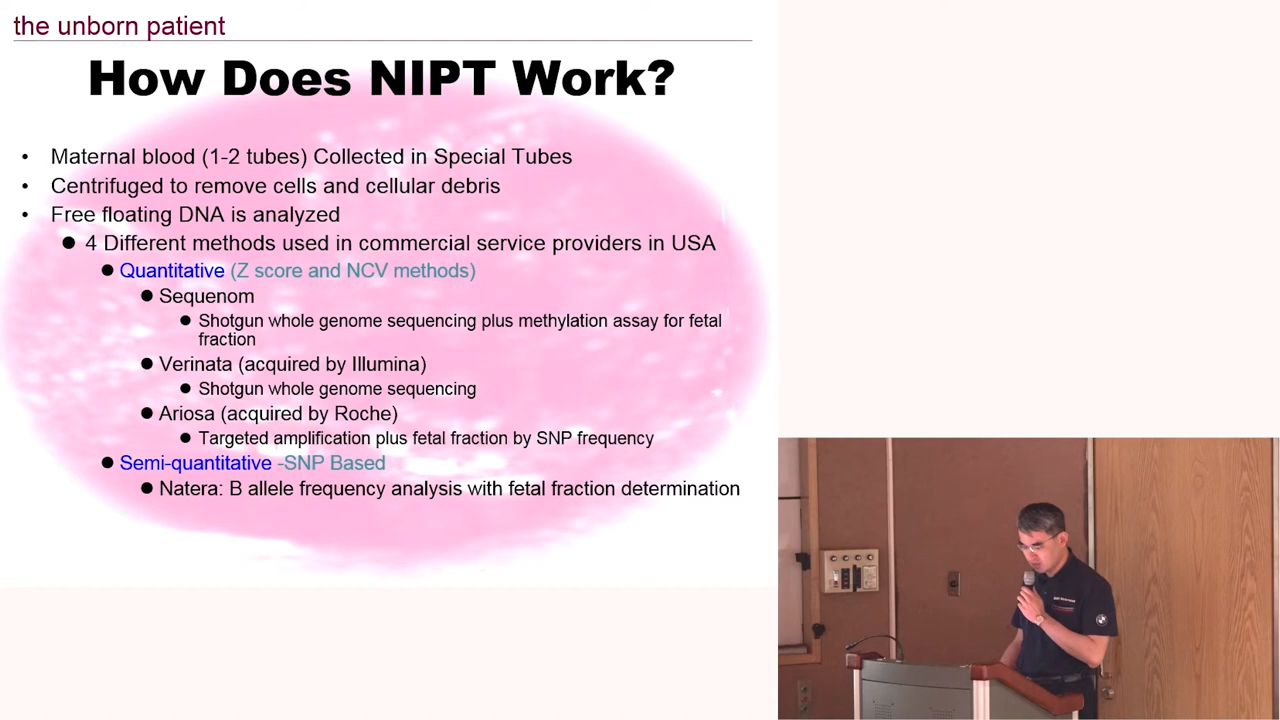 the unborn patient
How Does NIPT Work?
• Maternal blood (1-2 tubes) Collected in Special Tubes
• Centrifuged to remove cells and cellular debris
• Free floating DNA is analyzed
● 4 Different methods used in commercial service providers in USA
● Quantitative (Z score and NCV methods)
● Sequenom
● Shotgun whole genome sequencing plus methylation assay for fetal
fraction
● Verinata (acquired by Illumina)
● Shotgun whole genome sequencing
● Ariosa (acquired by Roche)
● Targeted amplification plus fetal fraction by SNP frequency
● Semi-quantitative -SNP Based
● Natera: B allele frequency analysis with fetal fraction determination